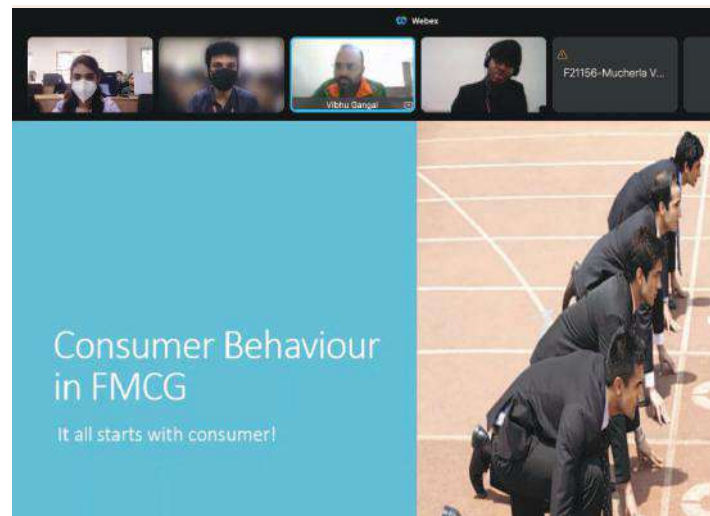 Webex
Vibhu Gangal
F21156-Mucherla V...
Consumer Behaviour
in FMCG
It all starts with consumer!